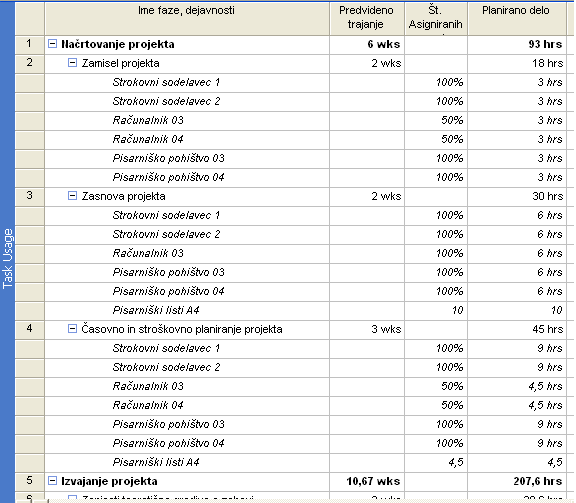 Ime faze, dejavnosti Predvideno trajanje Št. Asigniranih Planirano delo
1 Načrtovanje projekta 6 wks 93 hrs
2 Zamisel projekta 2 wks 18 hrs
Strokovni sodelavec 1 100% 3 hrs
Strokovni sodelavec 2 100% 3 hrs
Računalnik 03 50% 3 hrs
Računalnik 04 50% 3 hrs
Pisarniško pohištvo 03 100% 3 hrs
Pisarniško pohištvo 04 100% 3 hrs
3 Zasnova projekta 2 wks 30 hrs
Strokovni sodelavec 1 100% 6 hrs
Strokovni sodelavec 2 100% 6 hrs
Računalnik 03 100% 6 hrs
Pisarniško pohištvo 03 100% 6 hrs
Pisarniško pohištvo 04 100% 6 hrs
Pisarniški listi A4 10 10
4 Časovno in stroškovno planiranje projekta 3 wks 45 hrs
Strokovni sodelavec 1 100% 9 hrs
Strokovni sodelavec 2 100% 9 hrs
Računalnik 03 50% 4,5 hrs
Računalnik 04 50% 4,5 hrs
Pisarniško pohištvo 03 100% 9 hrs
Pisarniško pohištvo 04 100% 9 hrs
Pisarniški listi A4 4,5 4,5
5 Izvajanje projekta 10,67 wks 207,6 hrs
Task Usage